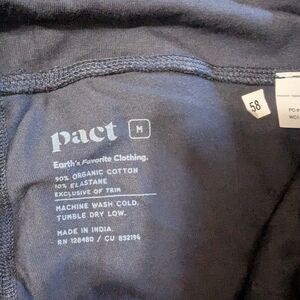 pact M
Earth's Favorite Clothing.
90% ORGANIC COTTON
10% ELASTANE
EXCLUSIVE OF TRIM
MACHINE WASH COLD.
TUMBLE DRY LOW.
MADE IN INDIA.
RN 128480 / CU 832196
58